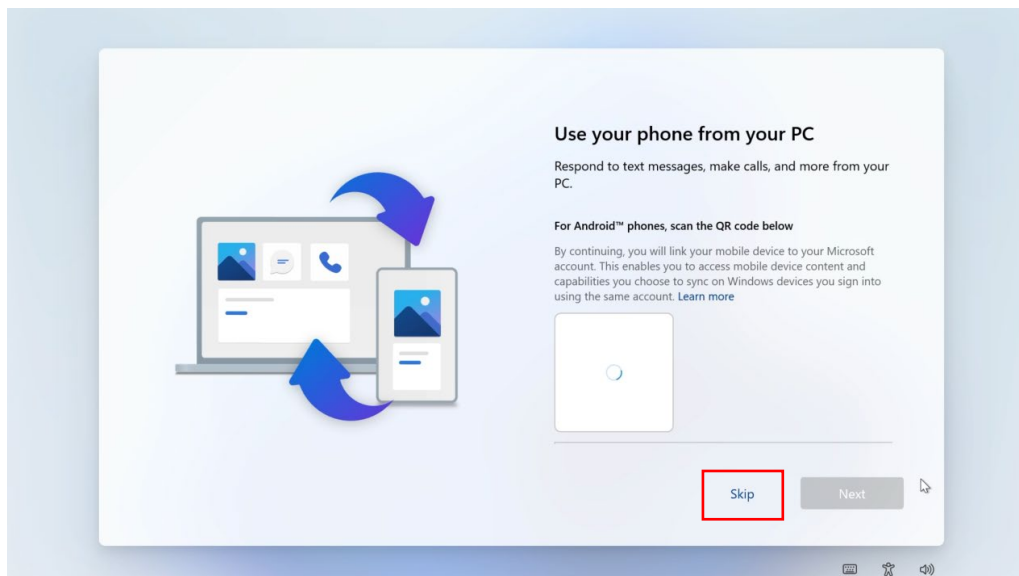 Use your phone from your PC
Respond to text messages, make calls, and more from your
PC.
For Android™ phones, scan the QR code below
By continuing, you will link your mobile device to your Microsoft
account. This enables you to access mobile device content and
capabilities you choose to sync on Windows devices you sign into
using the same account. Learn more
Skip
Next